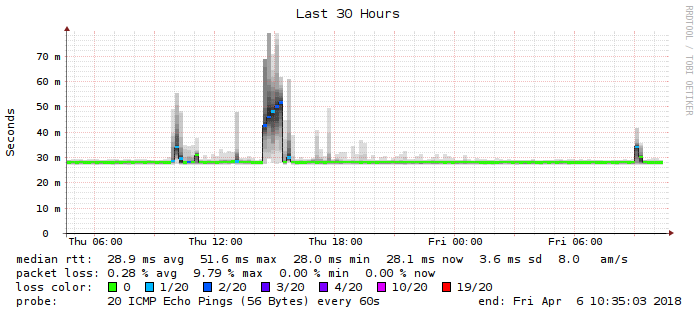 Last 30 Hours
RRDTOOL / TOBI OETIKER
Seconds
70 m
60 m
50 m
40 m
30 m
20 m
10 m
0
Thu 06:00 Thu 12:00 Thu 18:00 Fri 00:00 Fri 06:00
median rtt: 28.9 ms avg 51.6 ms max 28.0 ms min 28.1 ms now 3.6 ms sd 8.0 am/s
packet loss: 0.28 % avg 9.79 % max 0.00 % min 0.00 % now
loss color: 0 1/20 2/20 3/20 4/20 10/20 19/20
probe: 20 ICMP Echo Pings (56 Bytes) every 60s end: Fri Apr 6 10:35:03 2018